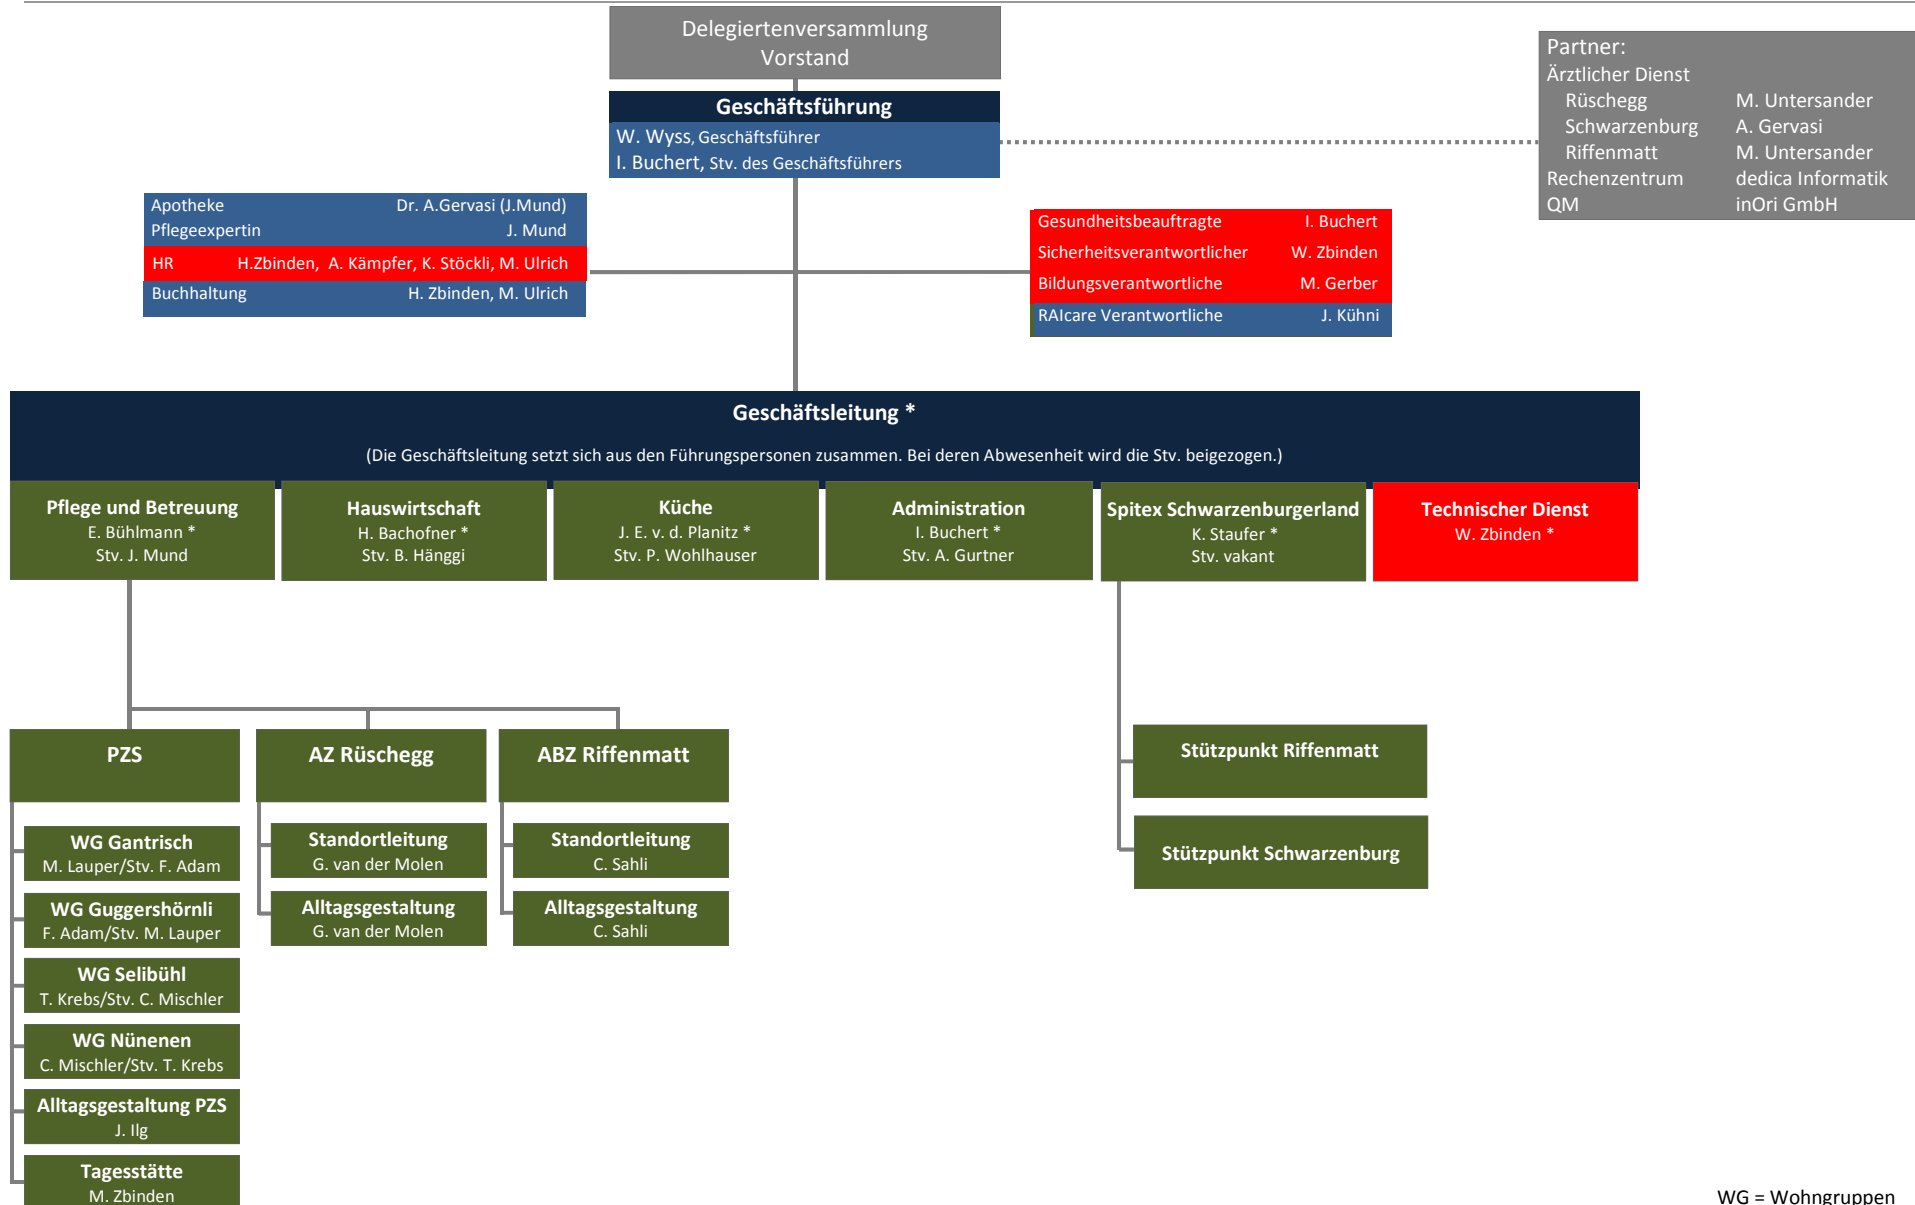 Delegiertenversammlung
Vorstand
Partner:
Ärztlicher Dienst
Rüschegg M. Untersander
Schwarzenburg A. Gervasi
Riffenmatt M. Untersander
Rechenzentrum dedica Informatik
QM inOri GmbH
Geschäftsführung
W. Wyss, Geschäftsführer
I. Buchert, Stv. des Geschäftsführers
Apotheke Dr. A.Gervasi (J.Mund)
Pflegeexpertin J. Mund
HR H.Zbinden, A. Kämpfer, K. Stöckli, M. Ulrich
Buchhaltung H. Zbinden, M. Ulrich
Gesundheitsbeauftragte I. Buchert
Sicherheitsverantwortlicher W. Zbinden
Bildungsverantwortliche M. Gerber
RAIcare Verantwortliche J. Kühni
Geschäftsleitung *
(Die Geschäftsleitung setzt sich aus den Führungspersonen zusammen. Bei deren Abwesenheit wird die Stv. beigezogen.)
Pflege und Betreuung
E. Bühlmann *
Stv. J. Mund
Hauswirtschaft
H. Bachofner *
Stv. B. Hänggi
Küche
J. E. v. d. Planitz *
Stv. P. Wohlhauser
Administration
I. Buchert *
Stv. A. Gurtner
Spitex Schwarzenburgerland
K. Staufer *
Stv. vakant
Technischer Dienst
W. Zbinden *
PZS
WG Gantrisch
M. Lauper/Stv. F. Adam
WG Guggershörnli
F. Adam/Stv. M. Lauper
WG Selibühl
T. Krebs/Stv. C. Mischler
WG Nünenen
C. Mischler/Stv. T. Krebs
Alltagsgestaltung PZS
J. Ilg
Tagesstätte
M. Zbinden
AZ Rüschegg
Standortleitung
G. van der Molen
Alltagsgestaltung
G. van der Molen
ABZ Riffenmatt
Standortleitung
C. Sahli
Alltagsgestaltung
C. Sahli
Stützpunkt Riffenmatt
Stützpunkt Schwarzenburg
WG = Wohngruppen